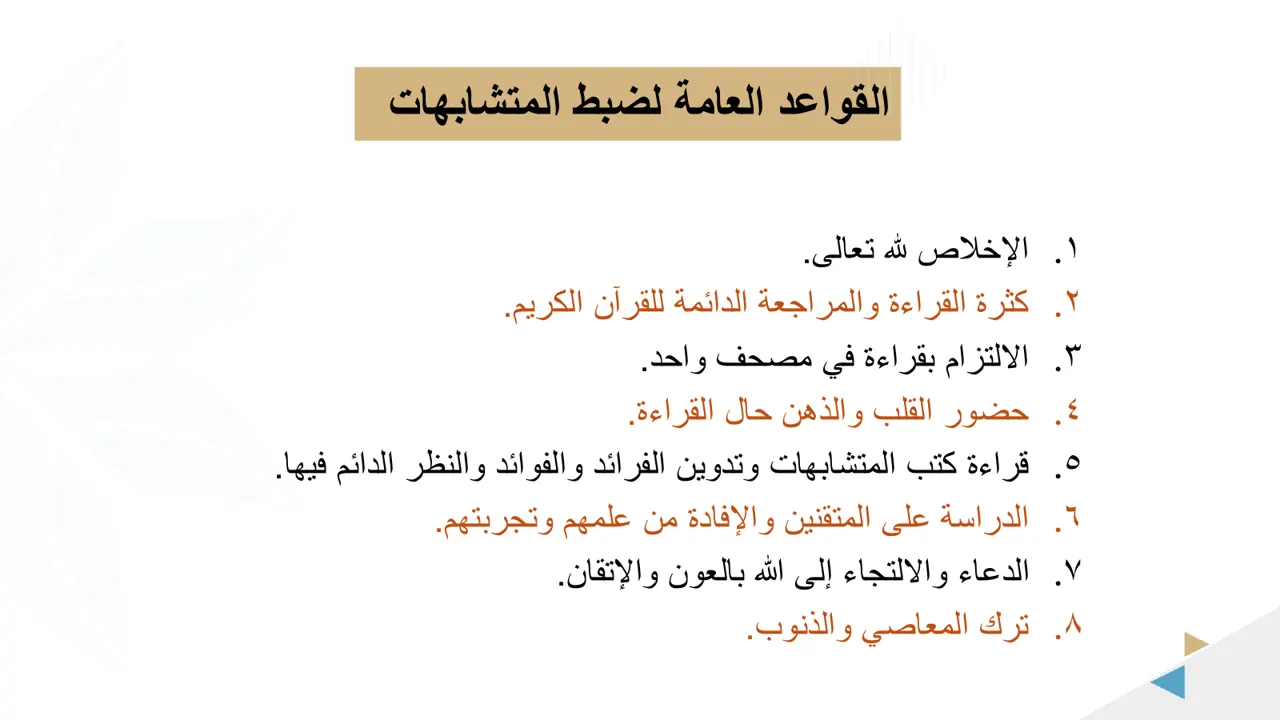 القواعد العامة لضبط المتشابهات
١. الإخلاص لله تعالى.
٢. كثرة القراءة والمراجعة الدائمة للقرآن الكريم.
٣. الالتزام بقراءة في مصحف واحد.
٤. حضور القلب والذهن حال القراءة.
٥. قراءة كتب المتشابهات وتدوين الفرائد والفوائد والنظر الدائم فيها.
٦. الدراسة على المتقنين والإفادة من علمهم وتجربتهم.
٧. الدعاء والالتجاء إلى الله بالعون والإتقان.
٨. ترك المعاصي والذنوب.